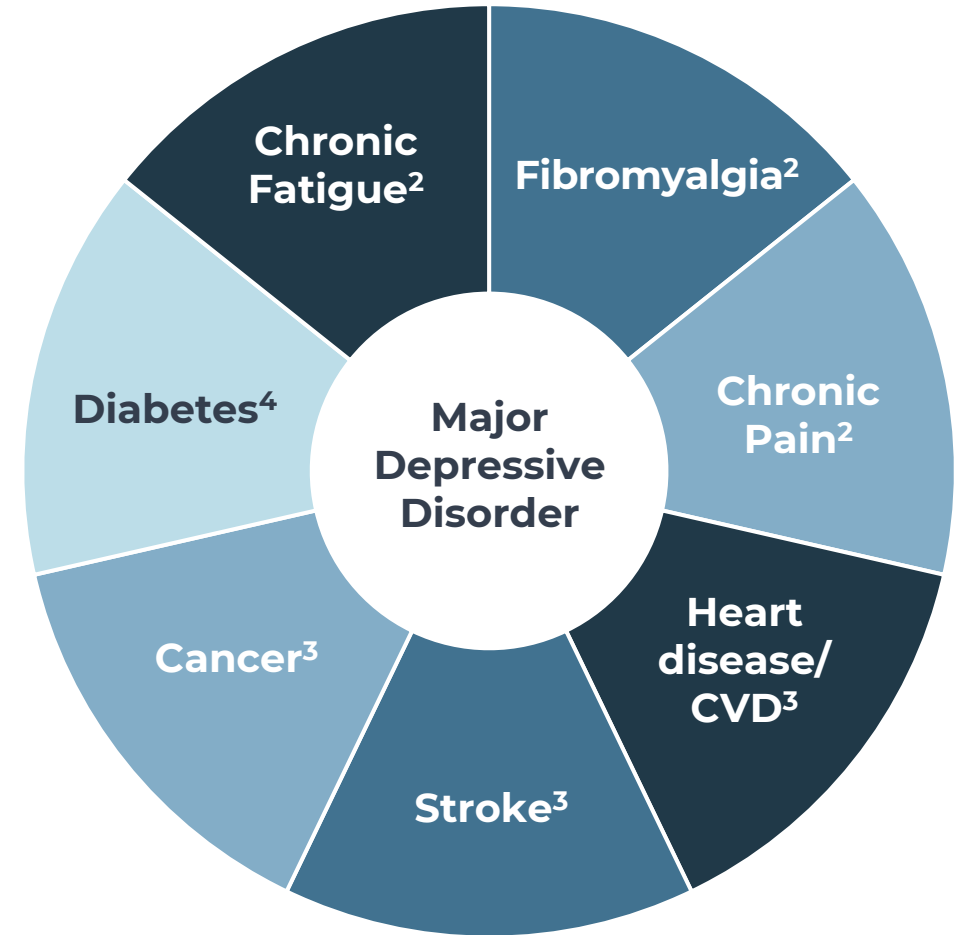 Chronic
Fatigue²
Fibromyalgia²
Diabetes⁴
Major
Depressive
Disorder
Chronic
Pain²
Cancer³
Heart
disease/
CVD³
Stroke³